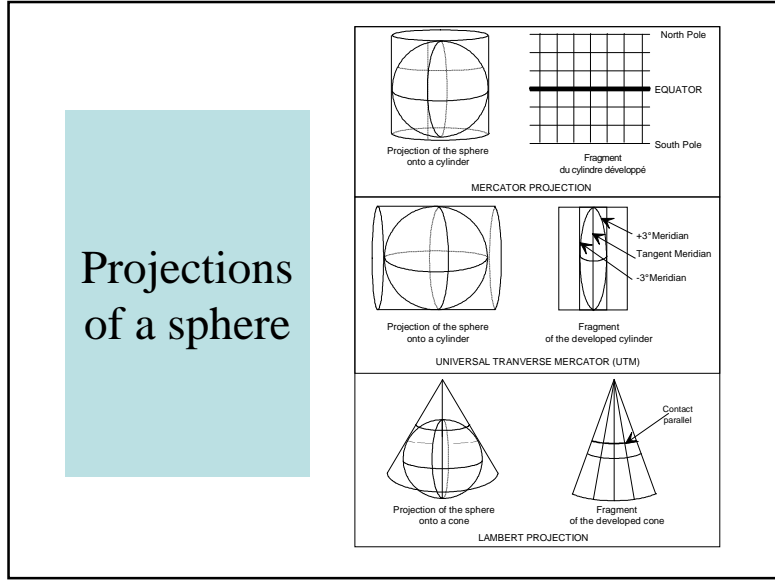 Projections
of a sphere
North Pole
EQUATOR
South Pole
Projection of the sphere
onto a cylinder
Fragment
du cylindre développé
MERCATOR PROJECTION
+3°Meridian
Tangent Meridian
-3°Meridian
Projection of the sphere
onto a cylinder
Fragment
of the developed cylinder
UNIVERSAL TRANVERSE MERCATOR (UTM)
Contact
parallel
Projection of the sphere
onto a cone
Fragment
of the developed cone
LAMBERT PROJECTION